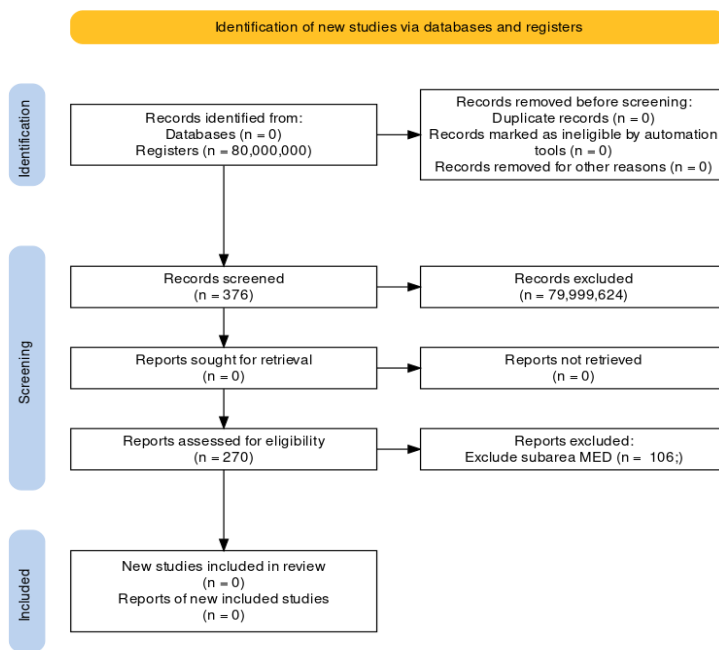 Identification of new studies via databases and registers
Identification
Records identified from:
Databases (n = 0)
Registers (n = 80,000,000)
Records removed before screening:
Duplicate records (n = 0)
Records marked as ineligible by automation
tools (n = 0)
Records removed for other reasons (n = 0)
Screening
Records screened
(n = 376)
Records excluded
(n = 79,999,624)
Reports sought for retrieval
(n = 0)
Reports not retrieved
(n = 0)
Reports assessed for eligibility
(n = 270)
Reports excluded:
Exclude subarea MED (n =  106;)
Included
New studies included in review
(n = 0)
Reports of new included studies
(n = 0)